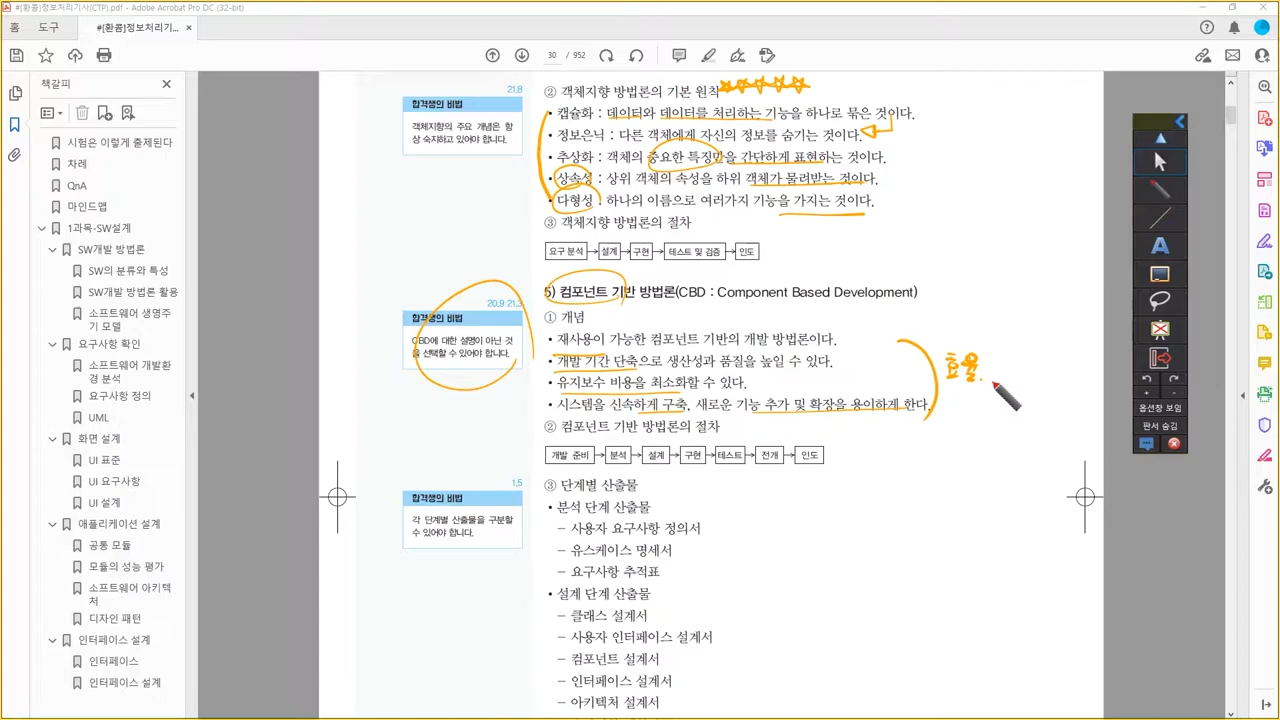 #[환콤]정보처리기사(CTP).pdf - Adobe Acrobat Pro DC (32-bit)
홈 도구 #[환콤]정보처리기... ×
30 / 952
책갈피
시험은 이렇게 출제된다
차례
QnA
마인드맵
1과목-SW설계
SW개발 방법론
SW의 분류와 특성
SW개발 방법론 활용
소프트웨어 생명주
기 모델
요구사항 확인
소프트웨어 개발환
경 분석
요구사항 정의
UML
화면 설계
UI 표준
UI 요구사항
UI 설계
애플리케이션 설계
공통 모듈
모듈의 성능 평가
소프트웨어 아키텍
처
디자인 패턴
인터페이스 설계
인터페이스
인터페이스 설계
21,8
합격생의 비법
객체지향의 주요 개념은 항
상 숙지하고 있어야 합니다.
② 객체지향 방법론의 기본 원칙
• 캡슐화 : 데이터와 데이터를 처리하는 기능을 하나로 묶은 것이다.
• 정보은닉 : 다른 객체에게 자신의 정보를 숨기는 것이다.
• 추상화 : 객체의 중요한 특징만을 간단하게 표현하는 것이다.
• 상속성 : 상위 객체의 속성을 하위 객체가 물려받는 것이다.
• 다형성 : 하나의 이름으로 여러가지 기능을 가지는 것이다.
③ 객체지향 방법론의 절차
요구 분석 설계 구현 테스트 및 검증 인도
20,9 21,3
합격생의 비법
CBD에 대한 설명이 아닌 것
을 선택할 수 있어야 합니다.
5) 컴포넌트 기반 방법론(CBD : Component Based Development)
① 개념
• 재사용이 가능한 컴포넌트 기반의 개발 방법론이다.
• 개발 기간 단축으로 생산성과 품질을 높일 수 있다.
• 유지보수 비용을 최소화할 수 있다.
• 시스템을 신속하게 구축, 새로운 기능 추가 및 확장을 용이하게 한다.
효율.
② 컴포넌트 기반 방법론의 절차
개발 준비 분석 설계 구현 테스트 전개 인도
1,5
합격생의 비법
각 단계별 산출물을 구분할
수 있어야 합니다.
③ 단계별 산출물
• 분석 단계 산출물
– 사용자 요구사항 정의서
– 유스케이스 명세서
– 요구사항 추적표
• 설계 단계 산출물
– 클래스 설계서
– 사용자 인터페이스 설계서
– 컴포넌트 설계서
– 인터페이스 설계서
– 아키텍처 설계서
A
옵션창 보임
판서 숨김